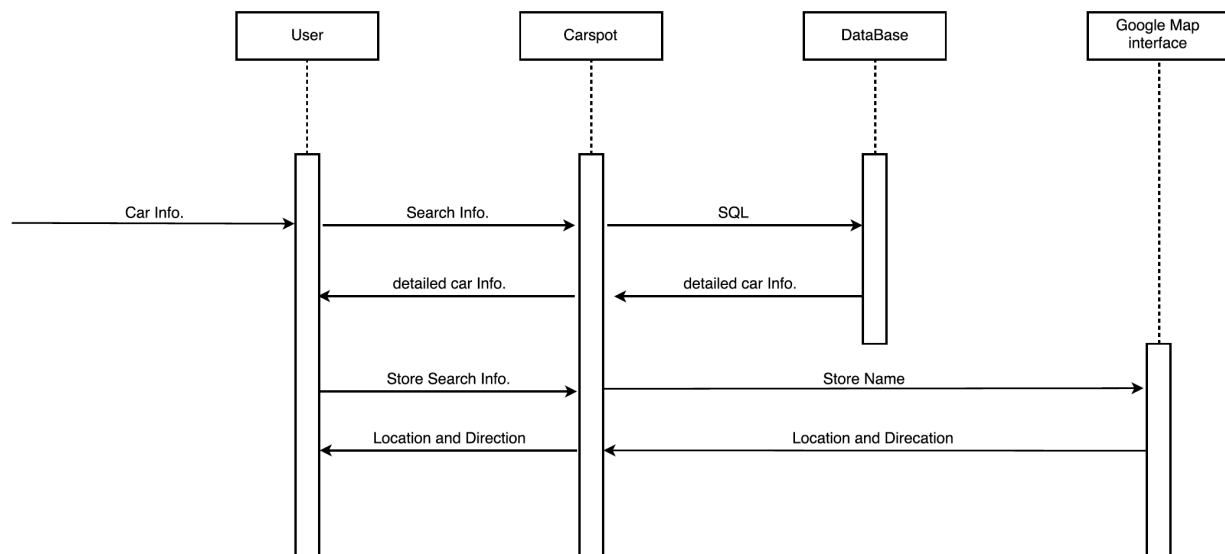 User
Carspot
DataBase
Google Map
interface
Car Info.
Search Info.
SQL
detailed car Info.
detailed car Info.
Store Search Info.
Store Name
Location and Direction
Location and Direcation